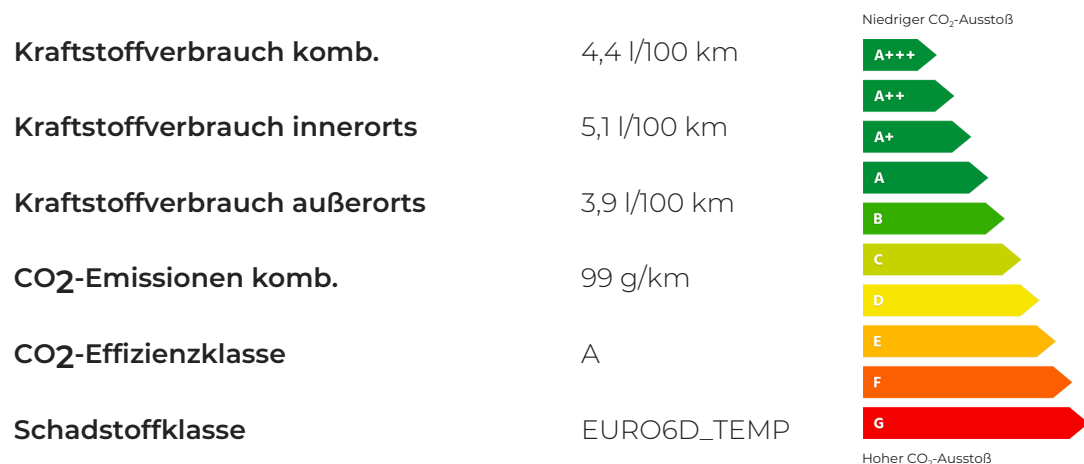 Kraftstoffverbrauch komb. 4,4 l/100 km
Kraftstoffverbrauch innerorts 5,1 l/100 km
Kraftstoffverbrauch außerorts 3,9 l/100 km
CO2-Emissionen komb. 99 g/km
CO2-Effizienzklasse A
Schadstoffklasse EURO6D_TEMP
Niedriger CO₂-Ausstoß
A+++
A++
A+
A
B
C
D
E
F
G
Hoher CO₂-Ausstoß